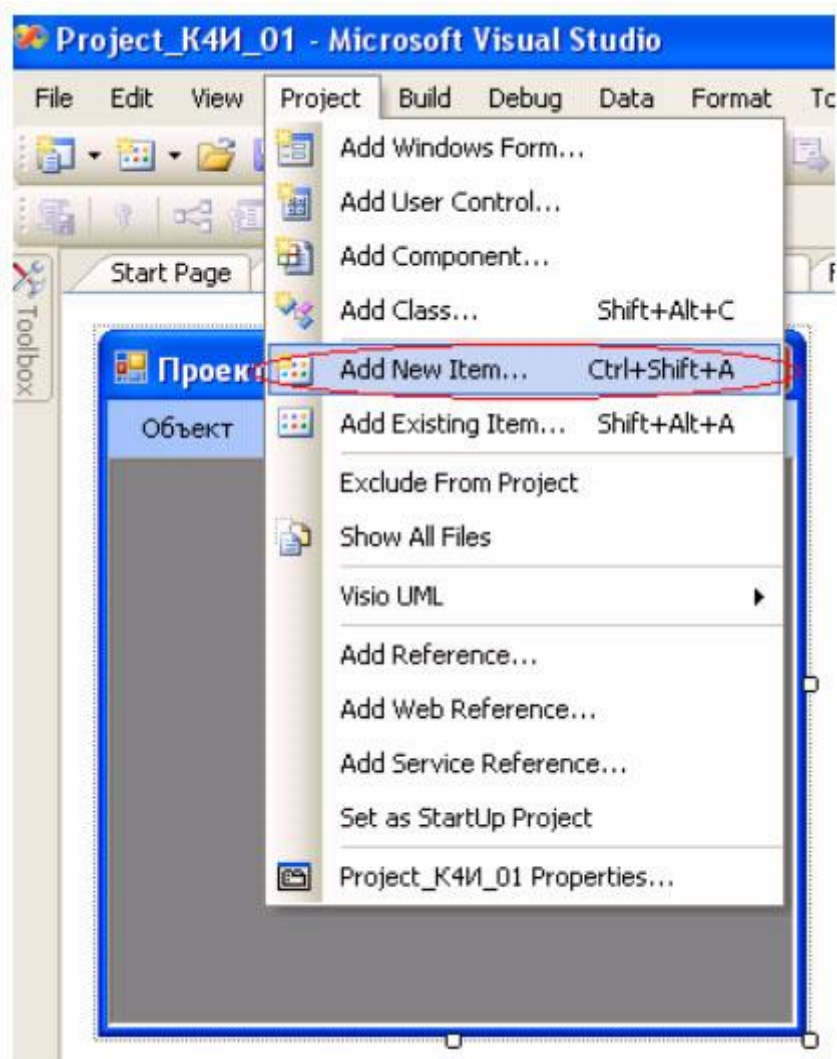 Project_К4И_01 - Microsoft Visual Studio
File Edit View Project Build Debug Data Format
Add Windows Form...
Add User Control...
Add Component...
Start Page
Add Class... Shift+Alt+C
Toolbox
Проект
Add New Item... Ctrl+Shift+A
Объект
Add Existing Item... Shift+Alt+A
Exclude From Project
Show All Files
Visio UML
Add Reference...
Add Web Reference...
Add Service Reference...
Set as StartUp Project
Project_К4И_01 Properties...